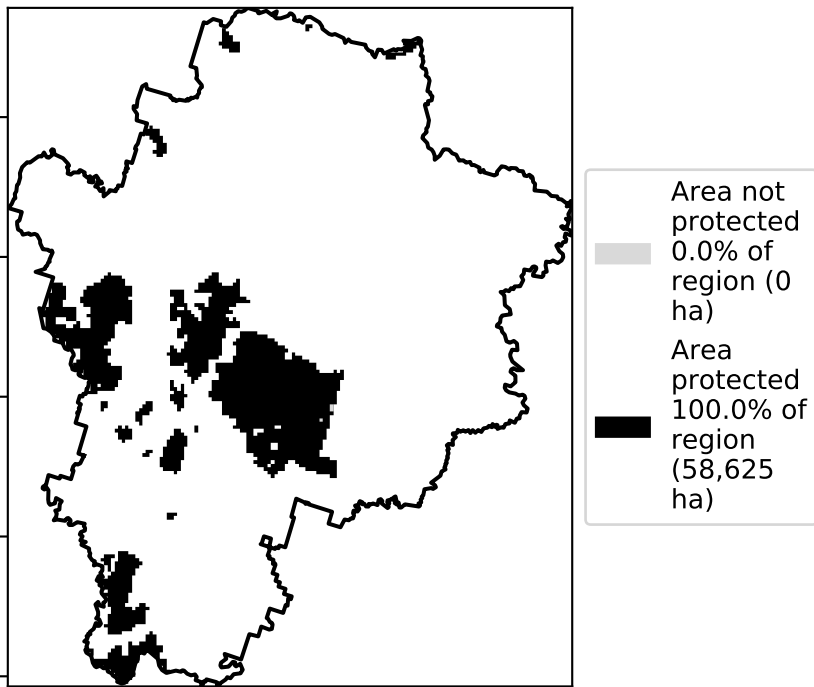 Area not
protected
0.0% of
region (0
ha)
Area
protected
100.0% of
region
(58,625
ha)